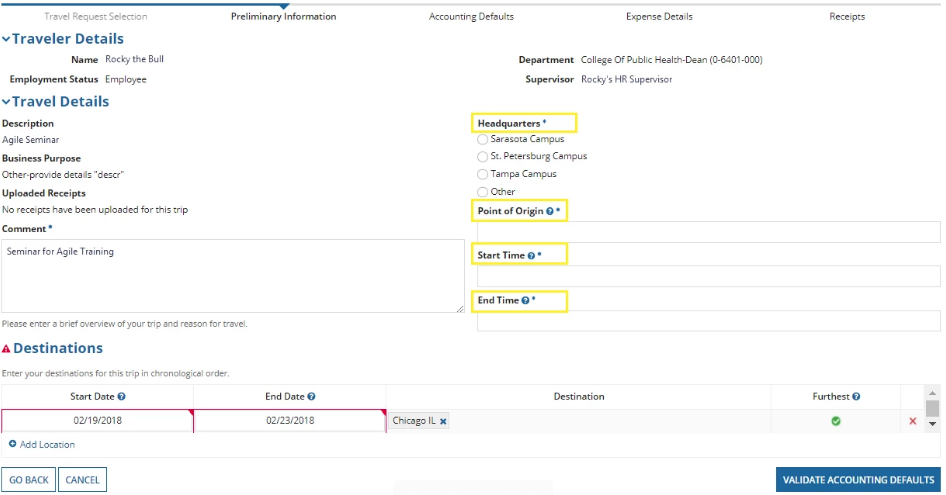 Travel Request Selection
Preliminary Information
Accounting Defaults
Expense Details
Receipts
Traveler Details
Name Rocky the Bull
Department College Of Public Health-Dean (0-6401-000)
Employment Status Employee
Supervisor Rocky's HR Supervisor
Travel Details
Description
Agile Seminar
Business Purpose
Other-provide details "descr"
Uploaded Receipts
No receipts have been uploaded for this trip
Comment *
Seminar for Agile Training
Please enter a brief overview of your trip and reason for travel.
Headquarters *
Sarasota Campus
St. Petersburg Campus
Tampa Campus
Other
Point of Origin ? *
Start Time ? *
End Time ? *
Destinations
Enter your destinations for this trip in chronological order.
Start Date ? End Date ? Destination Furthest ?
02/19/2018 02/23/2018 Chicago IL x
Add Location
GO BACK CANCEL VALIDATE ACCOUNTING DEFAULTS